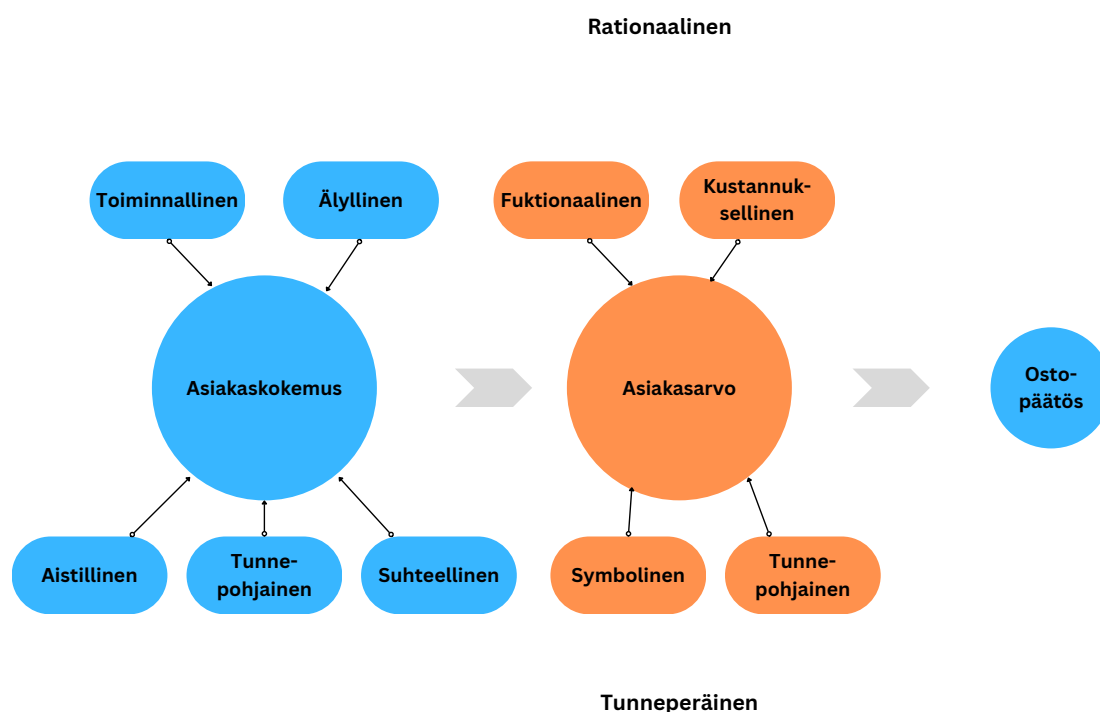 Rationaalinen
Toiminnallinen
Älyllinen
Fuktionaalinen
Kustannuk-
sellinen
Asiakaskokemus
Asiakasarvo
Osto-
päätös
Aistillinen
Tunne-
pohjainen
Suhteellinen
Symbolinen
Tunne-
pohjainen
Tunneperäinen